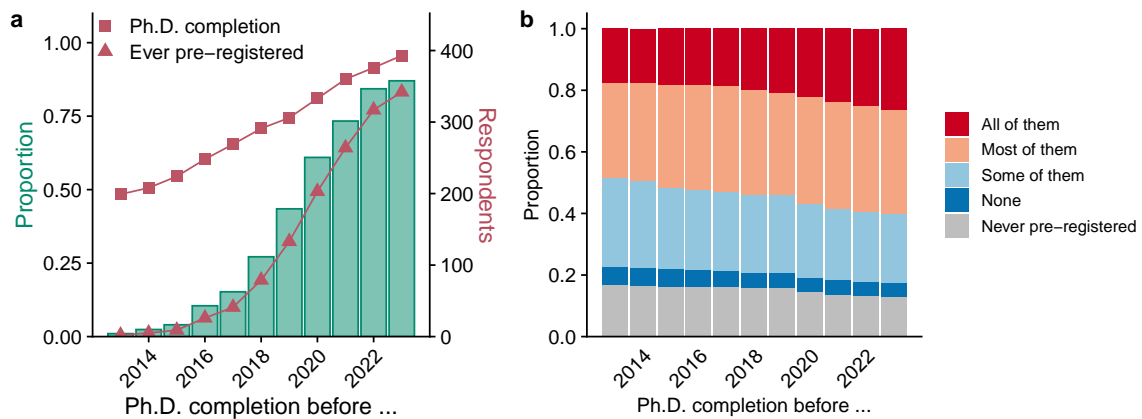 a
Ph.D. completion
Ever pre−registered
Proportion
1.00
0.75
0.50
0.25
0.00
400
300
200
100
0
Respondents
2014
2016
2018
2020
2022
Ph.D. completion before ...
b
Proportion
1.0
0.8
0.6
0.4
0.2
0.0
2014
2016
2018
2020
2022
Ph.D. completion before ...
All of them
Most of them
Some of them
None
Never pre−registered